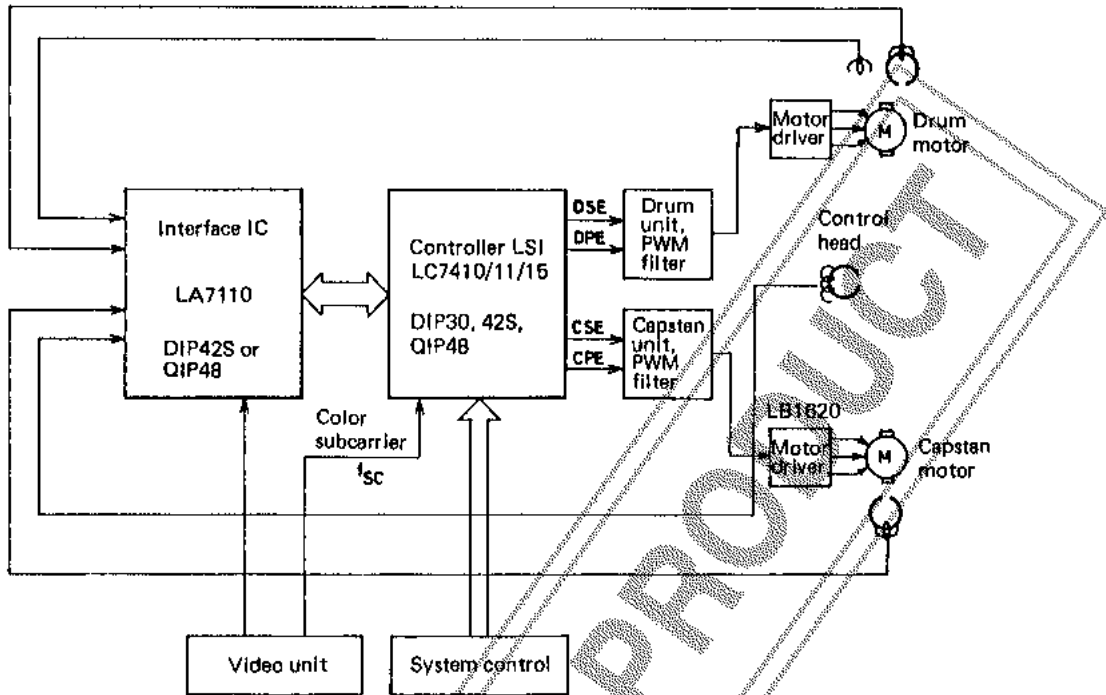 Motor
driver
M
Drum
motor
Interface IC
LA7110
DIP42S or
QIP48
Controller LSI
LC7410/11/15
DIP30, 42S,
QIP48
DSE
DPE
Drum
unit,
PWM
filter
Control
head
CSE
CPE
Capstan
unit,
PWM
filter
Color
subcarrier
fSC
LB1620
Motor
driver
M
Capstan
motor
Video unit
System control
PRODUCT